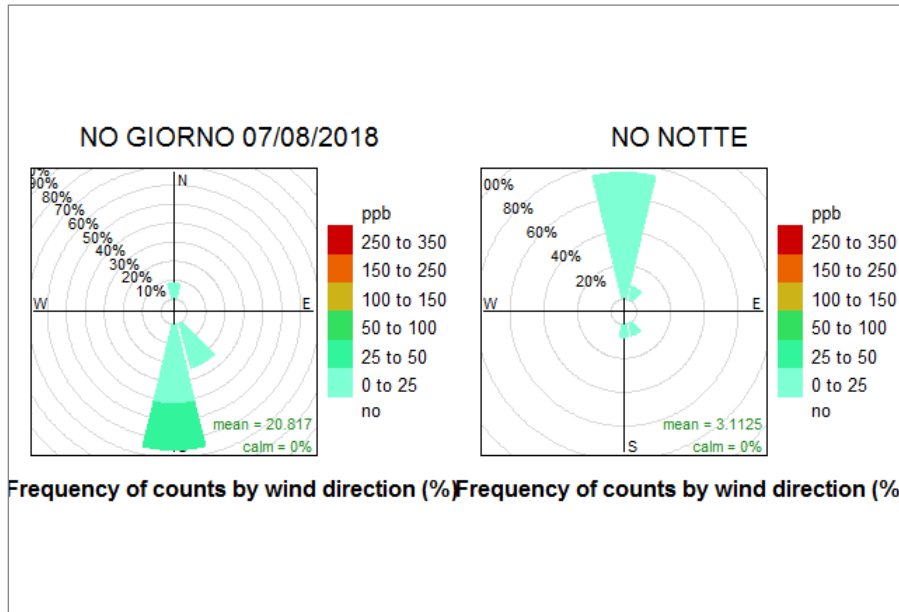 NO GIORNO 07/08/2018
90%
80%
70%
60%
50%
40%
30%
20%
10%
N
W
E
mean = 20.817
calm = 0%
ppb
250 to 350
150 to 250
100 to 150
50 to 100
25 to 50
0 to 25
no
Frequency of counts by wind direction (%)
NO NOTTE
00%
80%
60%
40%
20%
W
E
S
mean = 3.1125
calm = 0%
ppb
250 to 350
150 to 250
100 to 150
50 to 100
25 to 50
0 to 25
no
Frequency of counts by wind direction (%